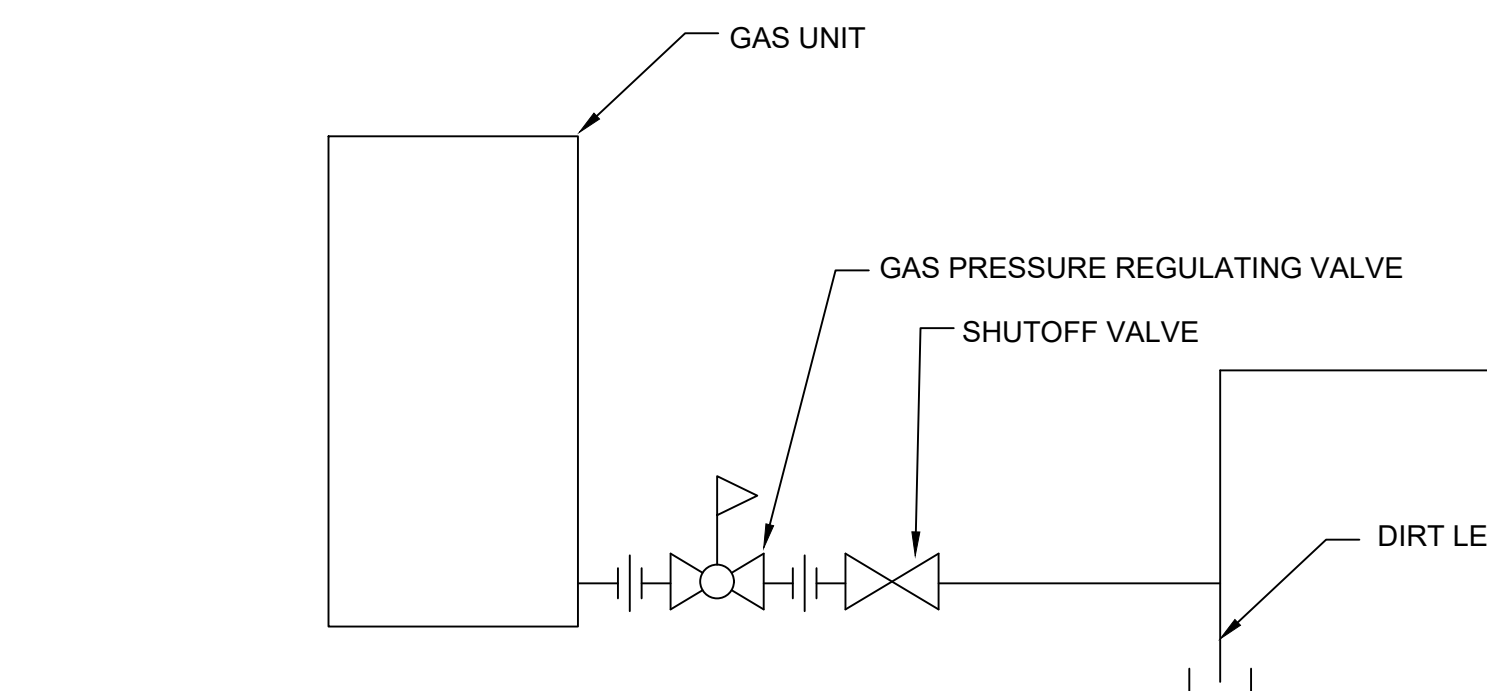 GAS UNIT
GAS PRESSURE REGULATING VALVE
SHUTOFF VALVE
DIRT LE